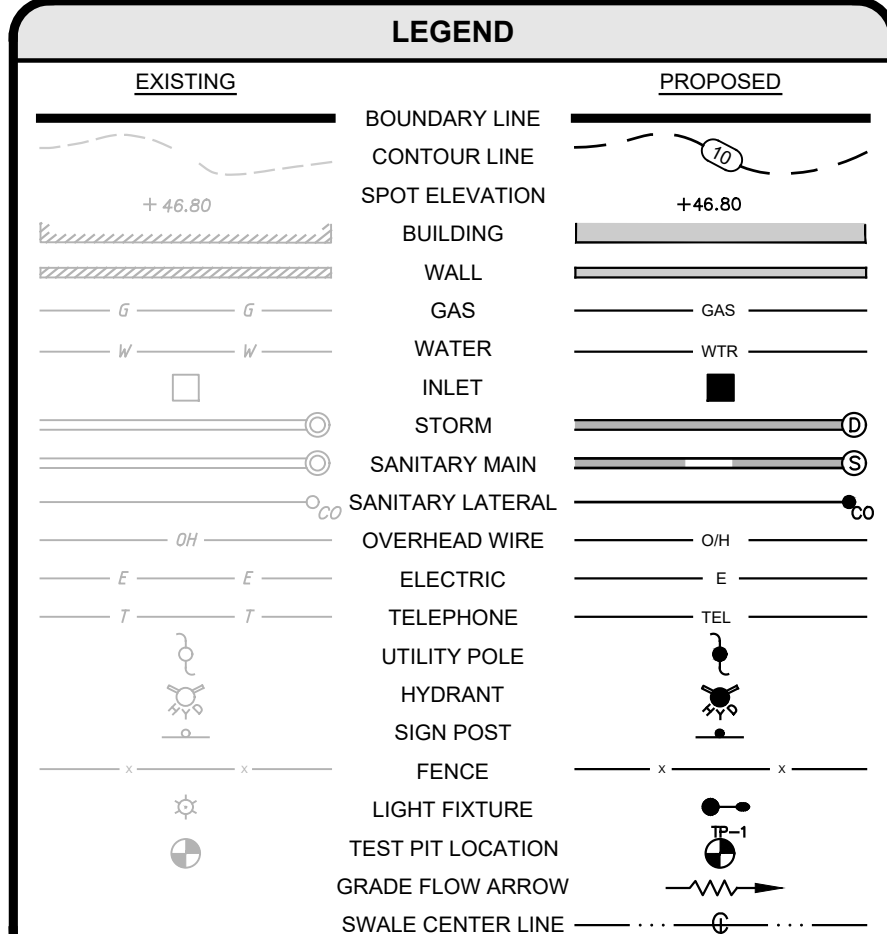 LEGEND
EXISTING PROPOSED
BOUNDARY LINE
CONTOUR LINE 10
SPOT ELEVATION
+46.80 +46.80
BUILDING
WALL
G G GAS GAS
W W WATER WTR
INLET
STORM D
SANITARY MAIN S
CO SANITARY LATERAL CO
OH OVERHEAD WIRE O/H
E E ELECTRIC E
T T TELEPHONE TEL
UTILITY POLE
HYDRANT
HYD HYD
SIGN POST
x x FENCE x x
LIGHT FIXTURE
TP-1
TEST PIT LOCATION
GRADE FLOW ARROW
SWALE CENTER LINE ℄